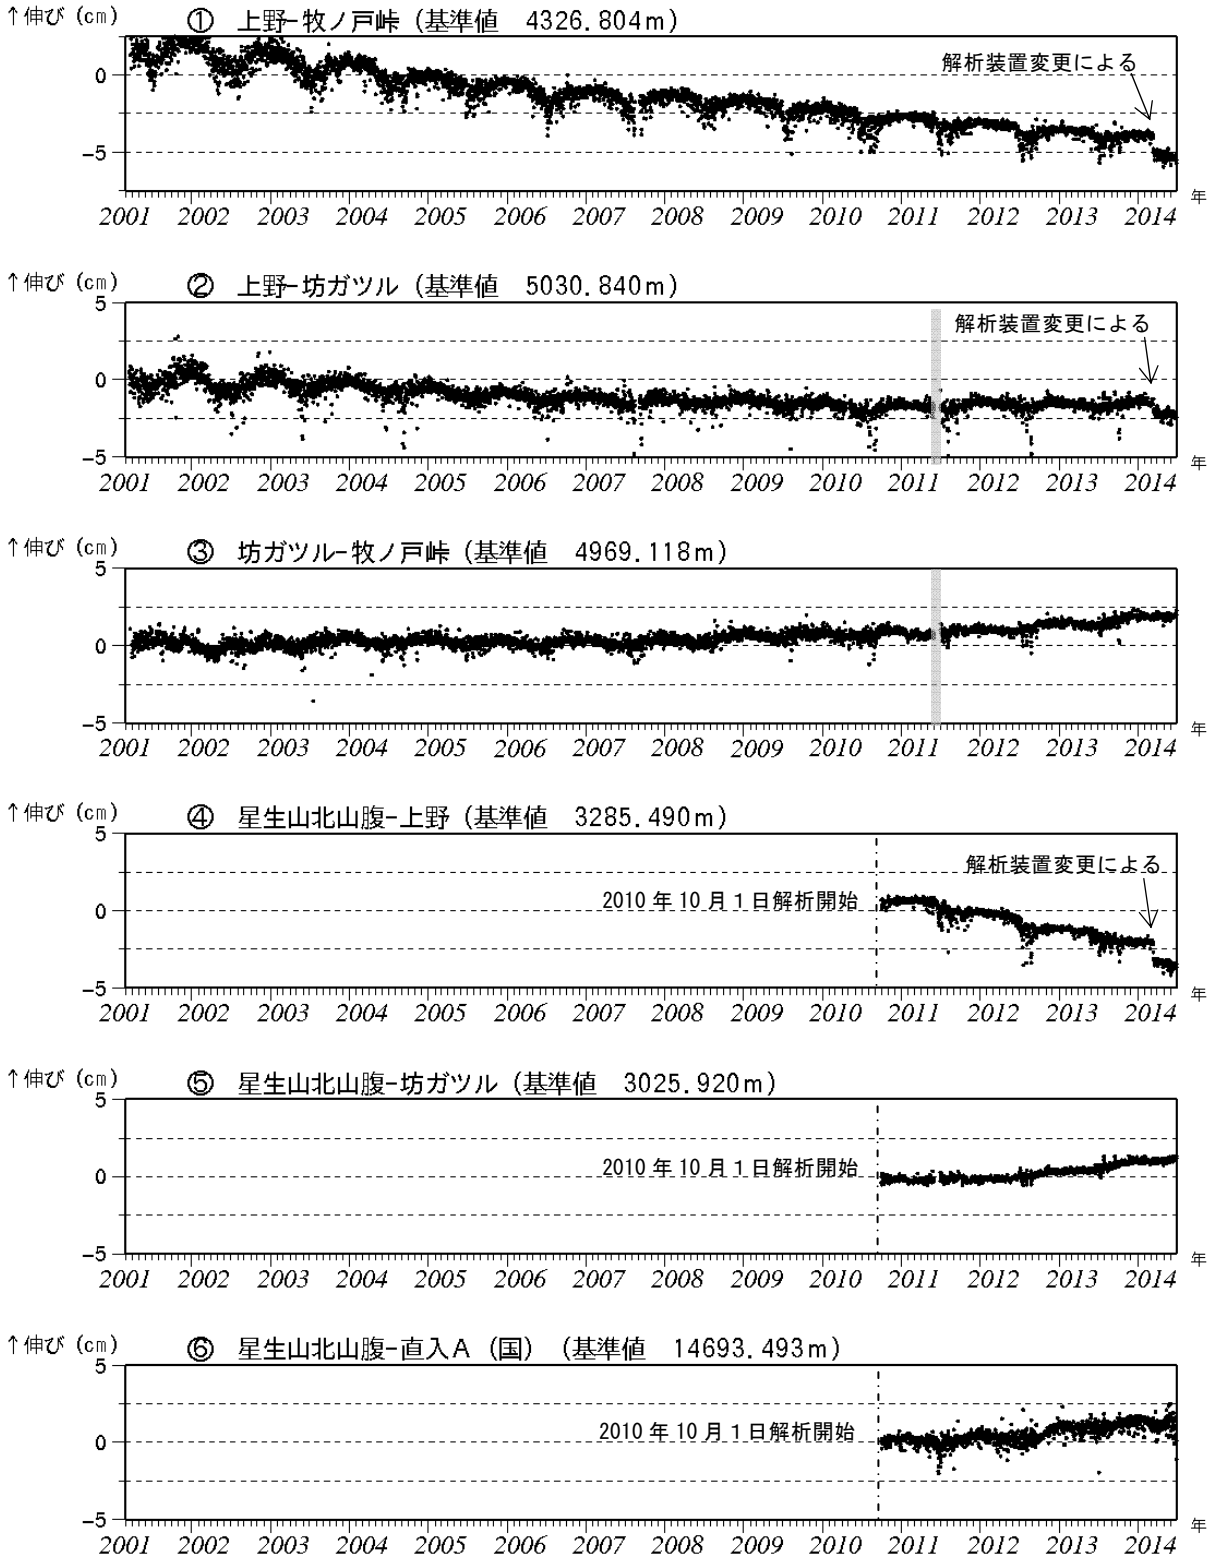 ↑伸び (cm) ① 上野-牧ノ戸峠 (基準値 4326.804m)
解析装置変更による
0
-5
2001 2002 2003 2004 2005 2006 2007 2008 2009 2010 2011 2012 2013 2014 年
↑伸び (cm) ② 上野-坊ガツル (基準値 5030.840m)
5
解析装置変更による
0
-5
2001 2002 2003 2004 2005 2006 2007 2008 2009 2010 2011 2012 2013 2014 年
↑伸び (cm) ③ 坊ガツル-牧ノ戸峠 (基準値 4969.118m)
5
0
-5
2001 2002 2003 2004 2005 2006 2007 2008 2009 2010 2011 2012 2013 2014 年
↑伸び (cm) ④ 星生山北山腹-上野 (基準値 3285.490m)
5
解析装置変更による
2010年10月1日解析開始
0
-5
2001 2002 2003 2004 2005 2006 2007 2008 2009 2010 2011 2012 2013 2014 年
↑伸び (cm) ⑤ 星生山北山腹-坊ガツル (基準値 3025.920m)
5
2010年10月1日解析開始
0
-5
2001 2002 2003 2004 2005 2006 2007 2008 2009 2010 2011 2012 2013 2014 年
↑伸び (cm) ⑥ 星生山北山腹-直入A (国) (基準値 14693.493m)
5
2010年10月1日解析開始
0
-5
2001 2002 2003 2004 2005 2006 2007 2008 2009 2010 2011 2012 2013 2014 年